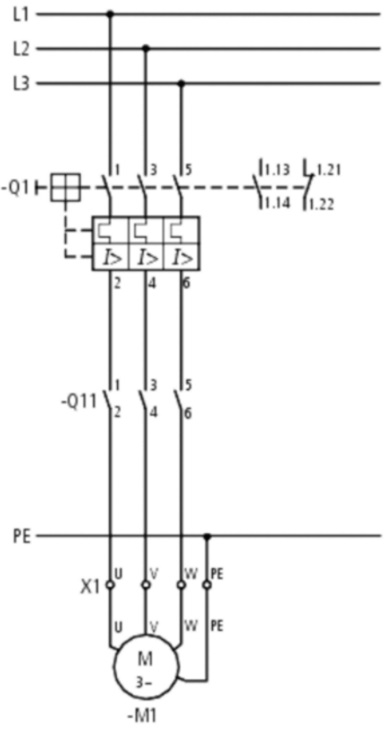 L1
L2
L3
1 3 5 1.13 1.21
-Q1
1.14 1.22
I> I> I>
2 4 6
1 3 5
-Q11
2 4 6
PE
U V W PE
X1
U V W PE
M
3~
-M1